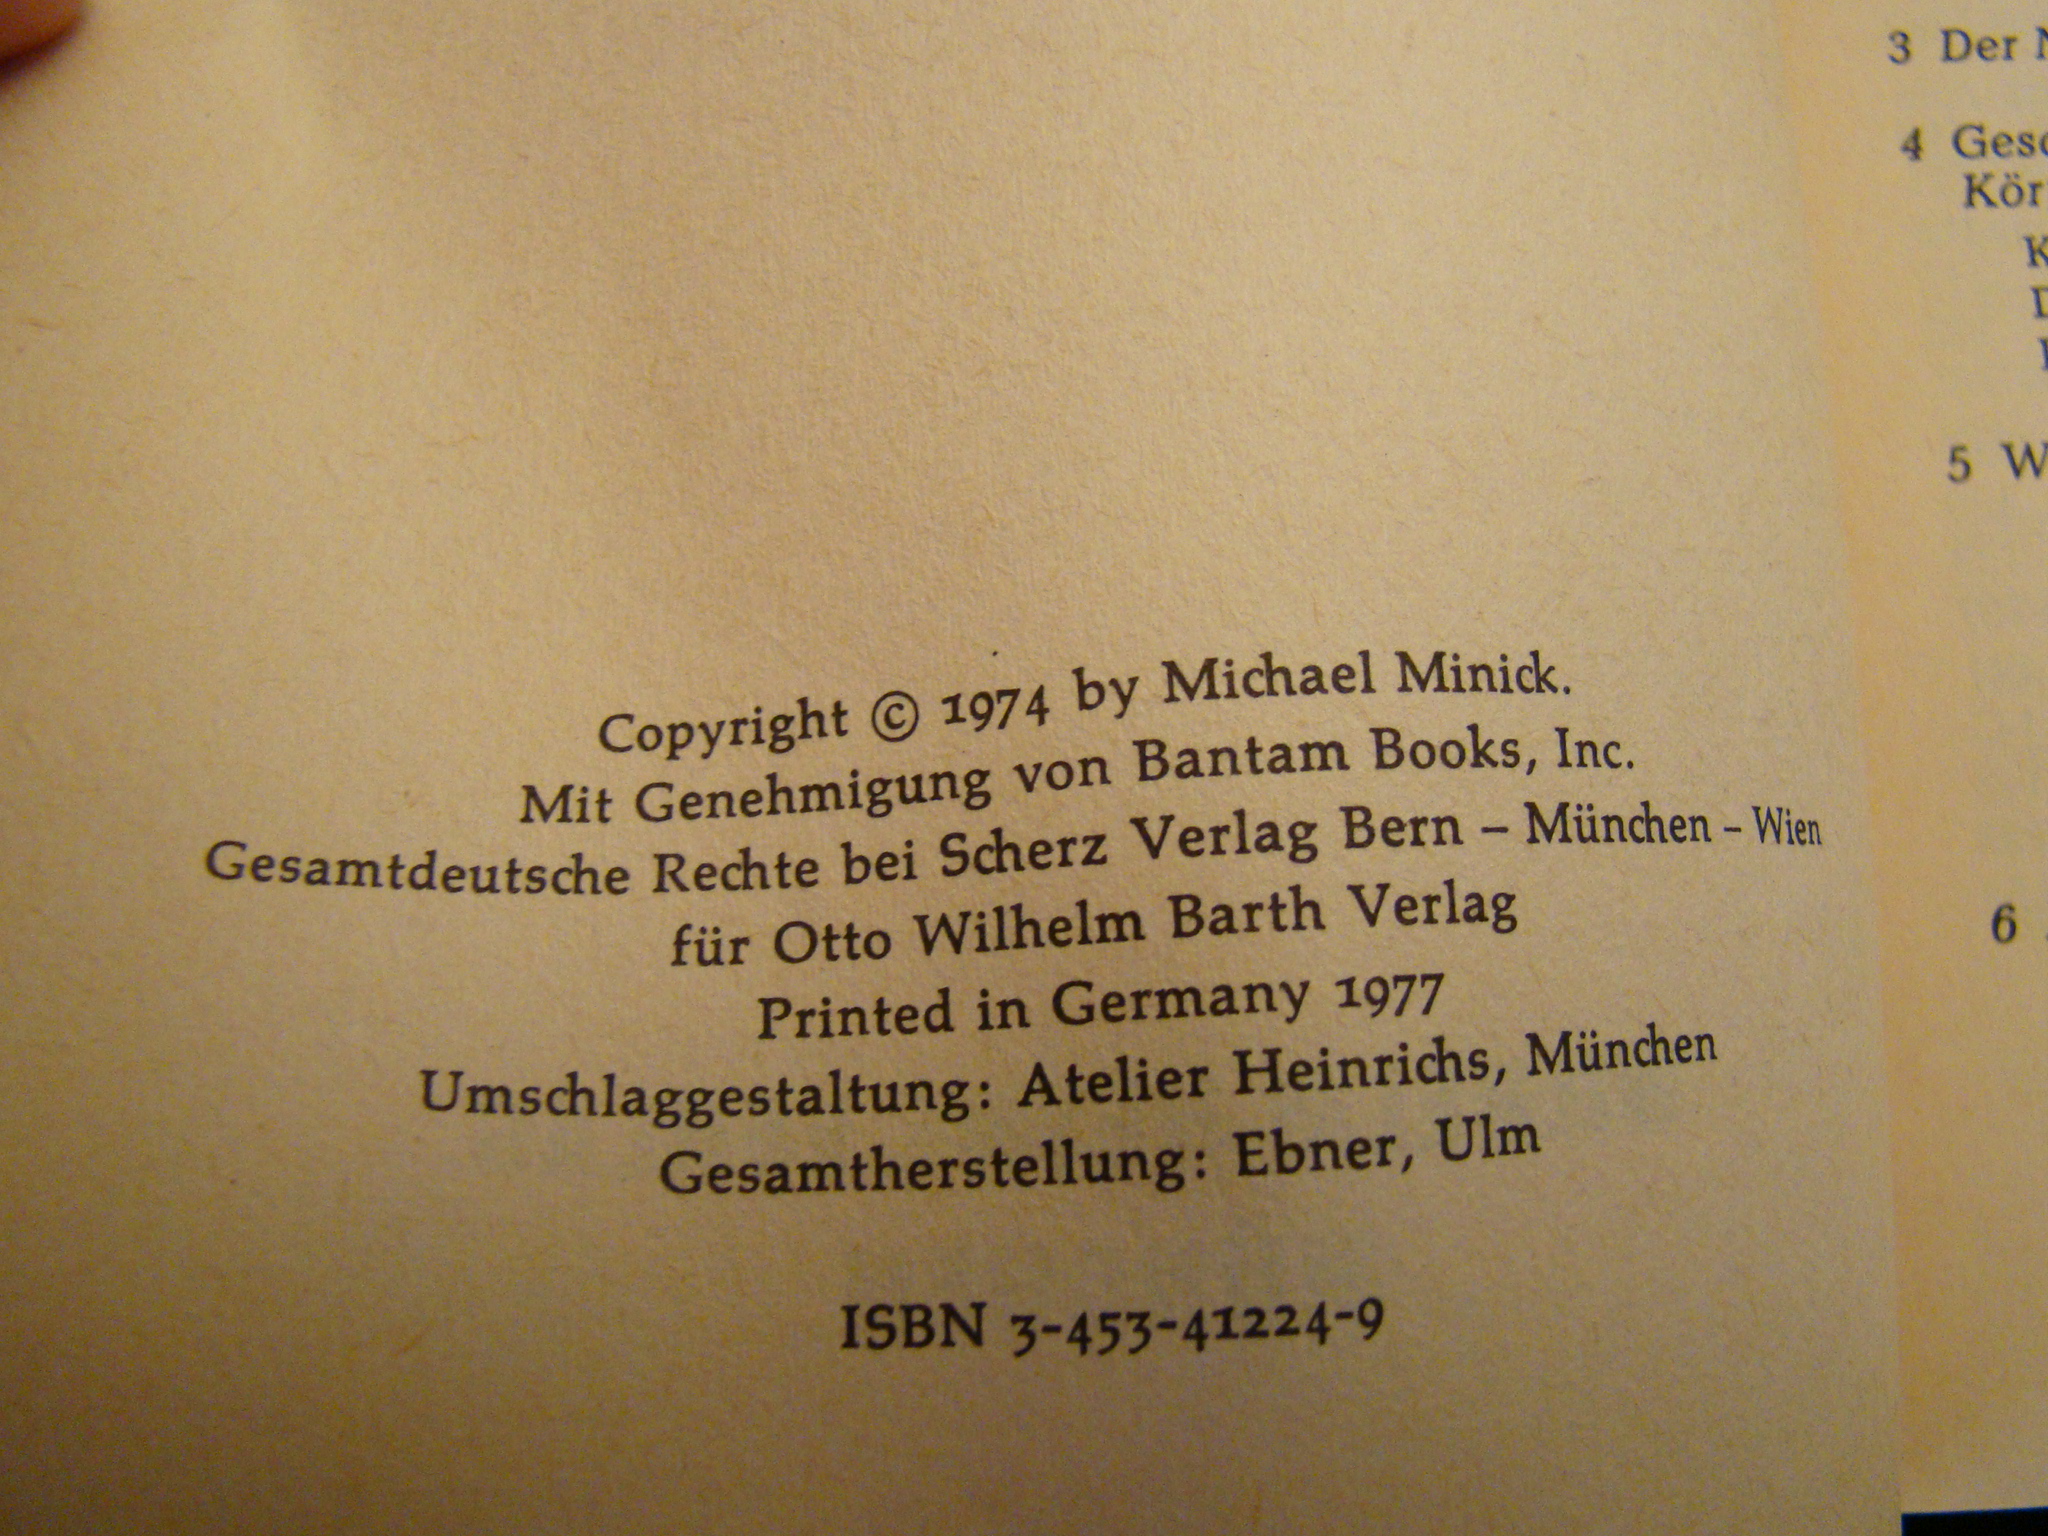 Copyright © 1974 by Michael Minick.
Mit Genehmigung von Bantam Books, Inc.
Gesamtdeutsche Rechte bei Scherz Verlag Bern – München – Wien
für Otto Wilhelm Barth Verlag
Printed in Germany 1977
Umschlaggestaltung: Atelier Heinrichs, München
Gesamtherstellung: Ebner, Ulm
ISBN 3-453-41224-9
3 Der
4
5
6